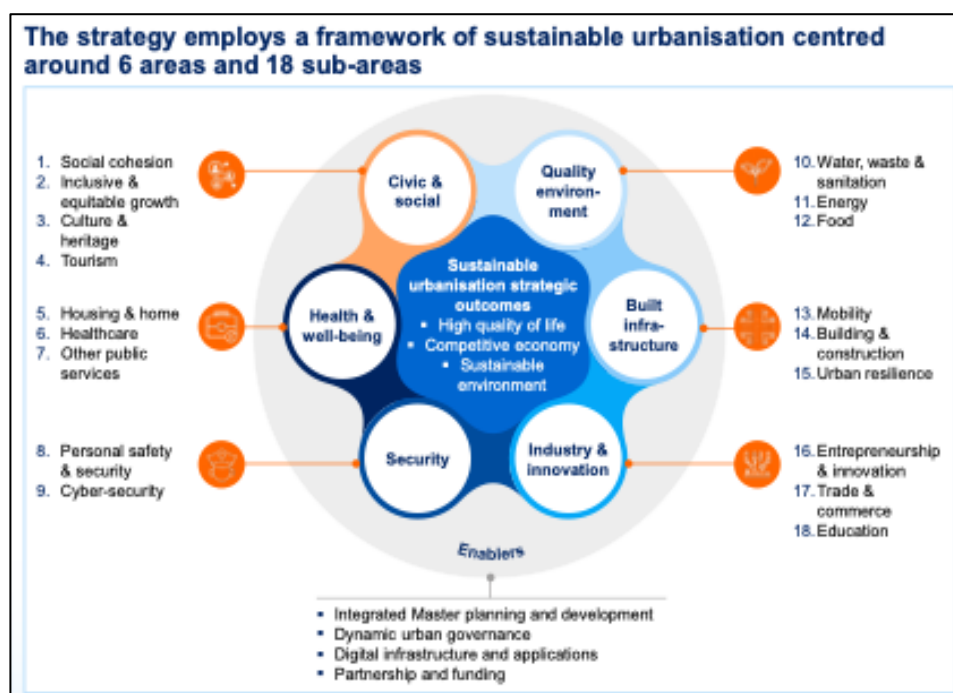 The strategy employs a framework of sustainable urbanisation centred
around 6 areas and 18 sub-areas
1. Social cohesion
2. Inclusive &
equitable growth
3. Culture &
heritage
4. Tourism
5. Housing & home
6. Healthcare
7. Other public
services
8. Personal safety
& security
9. Cyber-security
Civic &
social
Quality
environ-
ment
Health &
well-being
Sustainable
urbanisation strategic
outcomes
▪ High quality of life
▪ Competitive economy
▪ Sustainable
environment
Built
infra-
structure
Security
Industry &
innovation
10. Water, waste &
sanitation
11. Energy
12. Food
13. Mobility
14. Building &
construction
15. Urban resilience
16. Entrepreneurship
& innovation
17. Trade &
commerce
18. Education
Enablers
▪ Integrated Master planning and development
▪ Dynamic urban governance
▪ Digital infrastructure and applications
▪ Partnership and funding